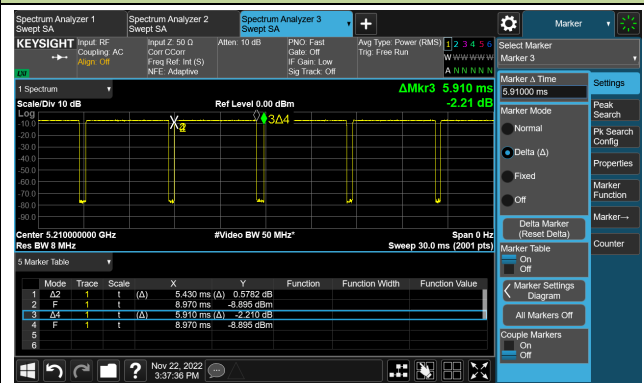 Spectrum Analyzer 1
Swept SA
Spectrum Analyzer 2
Swept SA
Spectrum Analyzer 3
Swept SA
Marker
KEYSIGHT
Input: RF
Coupling: AC
Align: Off
Input Z: 50 Ω
Corr CCorr
Freq Ref: Int (S)
NFE: Adaptive
Atten: 10 dB
PNO: Fast
Gate: Off
IF Gain: Low
Sig Track: Off
Avg Type: Power (RMS)
Trig: Free Run
1 2 3 4 5 6
W W W W W W
A N N N N N
LXI
Select Marker
Marker 3
1 Spectrum
ΔMkr3 5.910 ms
-2.21 dB
Scale/Div 10 dB
Ref Level 0.00 dBm
Log
-10.0
-20.0
-30.0
-40.0
-50.0
-60.0
-70.0
-80.0
-90.0
3Δ4
Center 5.210000000 GHz
Res BW 8 MHz
#Video BW 50 MHz*
Span 0 Hz
Sweep 30.0 ms (2001 pts)
5 Marker Table
Mode Trace Scale X Y Function Function Width Function Value
1 Δ2 1 t (Δ) 5.430 ms (Δ) 0.5782 dB
2 F 1 t 8.970 ms -8.895 dBm
3 Δ4 1 t (Δ) 5.910 ms (Δ) -2.210 dB
4 F 1 t 8.970 ms -8.895 dBm
5
6
Marker Δ Time
5.91000 ms
Marker Mode
Normal
Delta (Δ)
Fixed
Off
Delta Marker
(Reset Delta)
Marker Table
On
Off
Marker Settings
Diagram
All Markers Off
Couple Markers
On
Off
Settings
Peak
Search
Pk Search
Config
Properties
Marker
Function
Marker→
Counter
Nov 22, 2022
3:37:36 PM